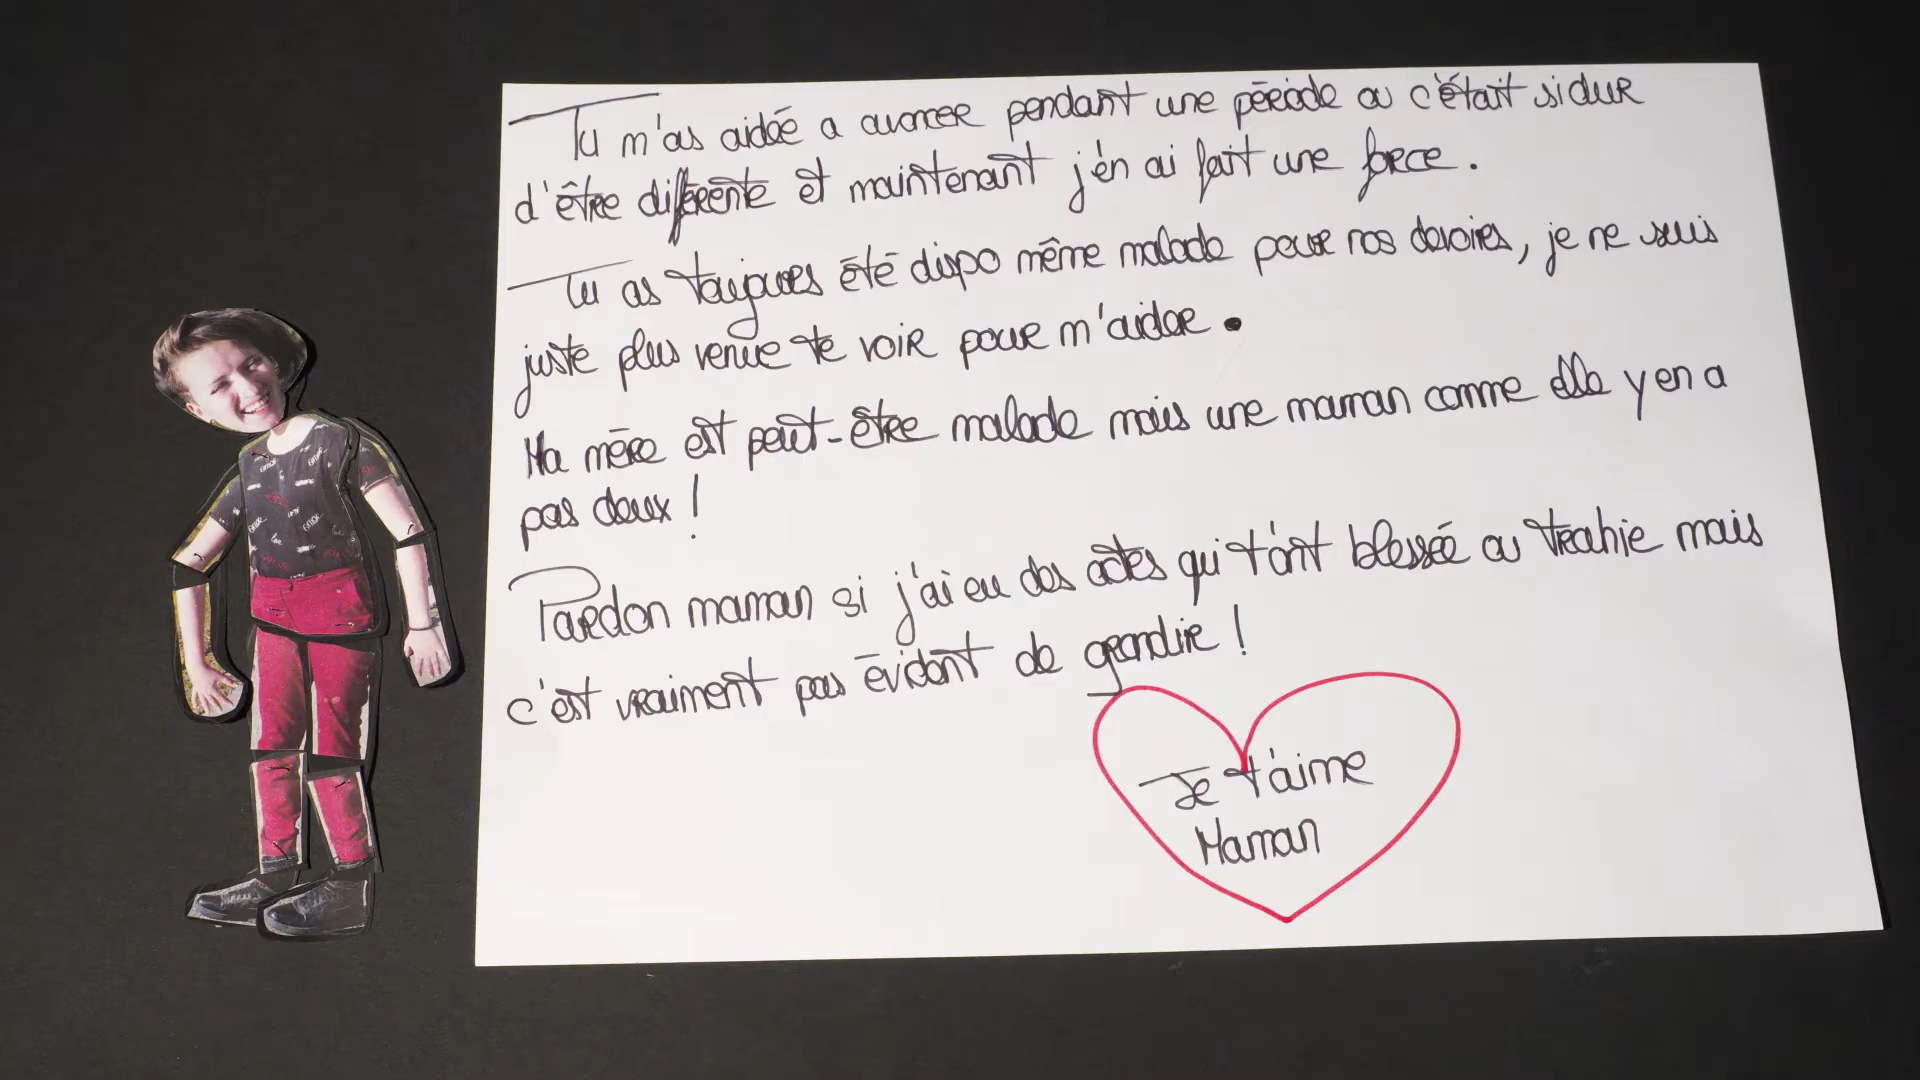 Tu m'as aidée a avancer pendant une période ou c'était si dur
d'être différente et maintenant j'en ai fait une force.
Tu as toujours été dispo même malade pour nos devoirs, je ne suis
juste plus venue te voir pour m'aider.
Ma mère est peut-être malade mais une maman comme elle y en a
pas deux !
Pardon maman si j'ai eu des actes qui t'ont blessée ou trahie mais
c'est vraiment pas évident de grandir !
Je t'aime
Maman